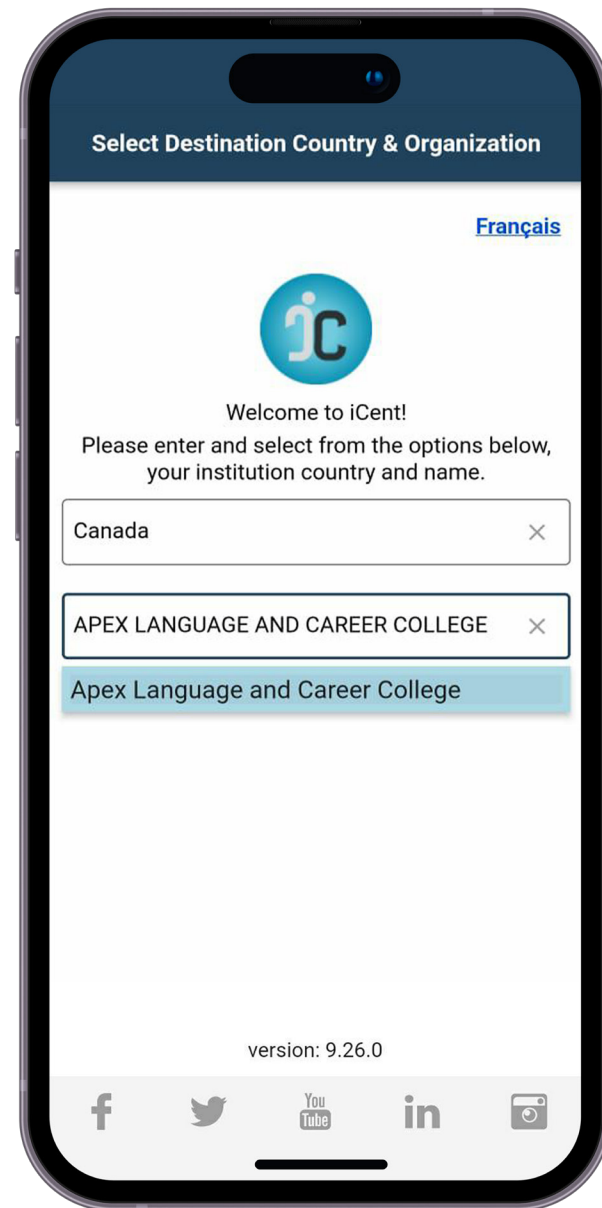 Select Destination Country & Organization
Français
ic
Welcome to iCent!
Please enter and select from the options below,
your institution country and name.
Canada
APEX LANGUAGE AND CAREER COLLEGE
Apex Language and Career College
version: 9.26.0
f
You
Tube
in